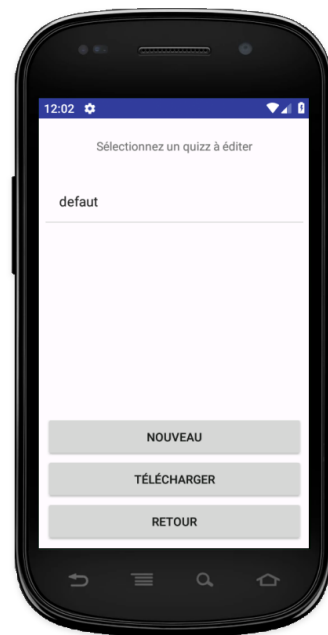 12:02
Sélectionnez un quizz à éditer
defaut
NOUVEAU
TÉLÉCHARGER
RETOUR